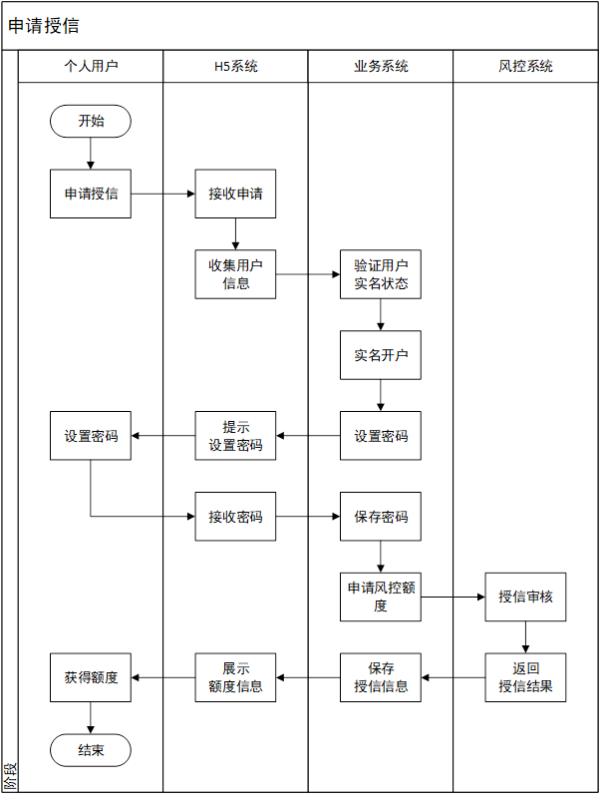 申请授信
个人用户
H5系统
业务系统
风控系统
开始
申请授信
接收申请
收集用户
信息
验证用户
实名状态
实名开户
设置密码
提示
设置密码
设置密码
接收密码
保存密码
申请风控额
度
授信审核
获得额度
展示
额度信息
保存
授信信息
返回
授信结果
结束
阶段